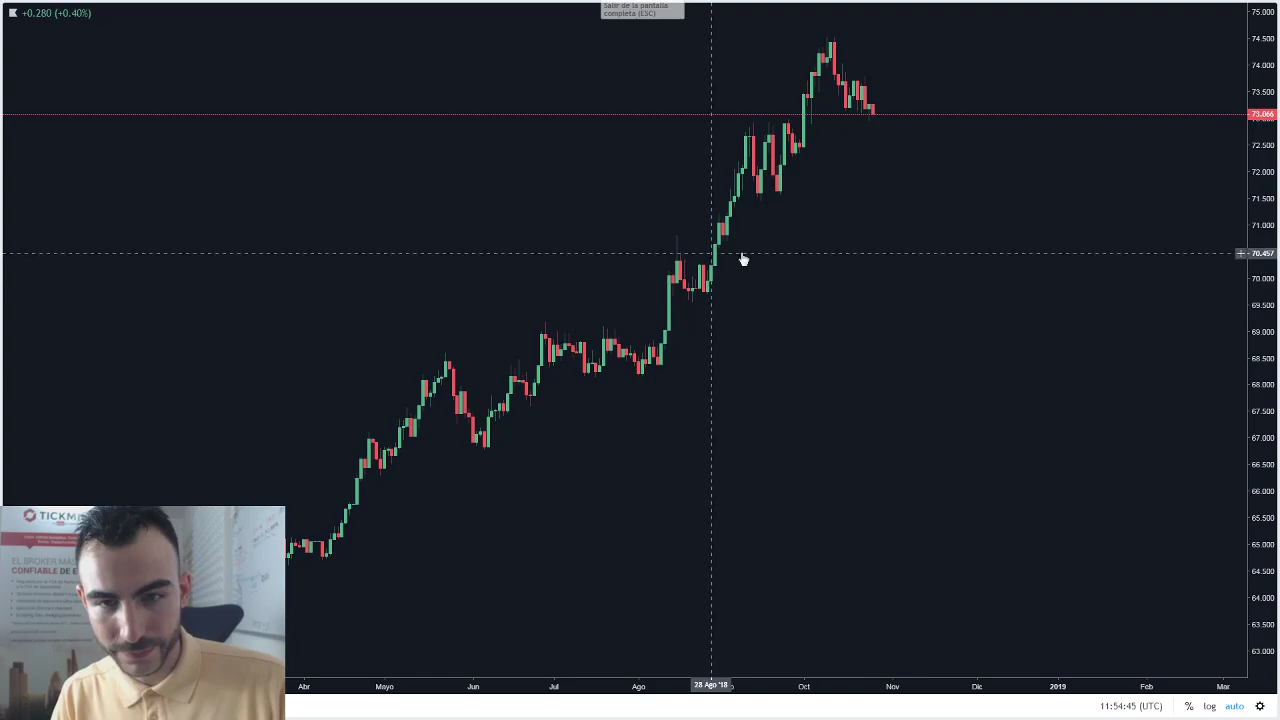 +0.280 (+0.40%)
Salir de la pantalla
completa (ESC)
75.000
74.500
74.000
73.500
73.066
72.500
72.000
71.500
71.000
70.457
70.000
69.500
69.000
68.500
68.000
67.500
67.000
66.500
66.000
65.500
65.000
64.500
64.000
63.500
63.000
TICKM
EL BROKER MÁ
CONFIABLE DE E
Abr
Mayo
Jun
Jul
Ago
28 Ago '18
Oct
Nov
Dic
2019
Feb
Mar
11:54:45 (UTC)
%
log
auto